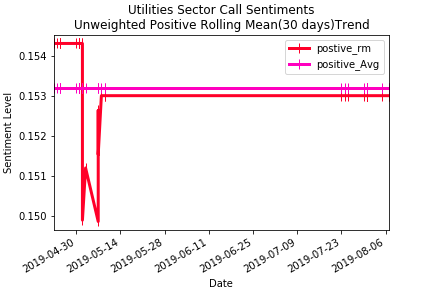 Utilities Sector Call Sentiments
Unweighted Positive Rolling Mean(30 days)Trend
postive_rm
positive_Avg
0.154
0.153
0.152
0.151
0.150
Sentiment Level
2019-04-30
2019-05-14
2019-05-28
2019-06-11
2019-06-25
2019-07-09
2019-07-23
2019-08-06
Date